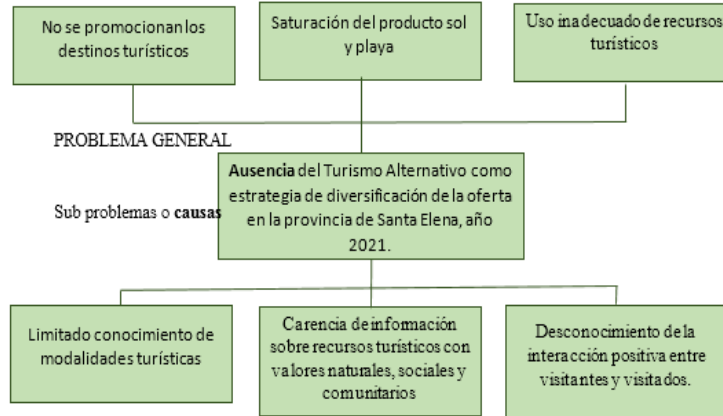 No se promocionan los
destinos turísticos
Saturación del producto sol
y playa
Uso inadecuado de recursos
turísticos
PROBLEMA GENERAL
Ausencia del Turismo Alternativo como
estrategia de diversificación de la oferta
en la provincia de Santa Elena, año
2021.
Sub problemas o causas
Limitado conocimiento de
modalidades turísticas
Carencia de información
sobre recursos turísticos con
valores naturales, sociales y
comunitarios
Desconocimiento de la
interacción positiva entre
visitantes y visitados.